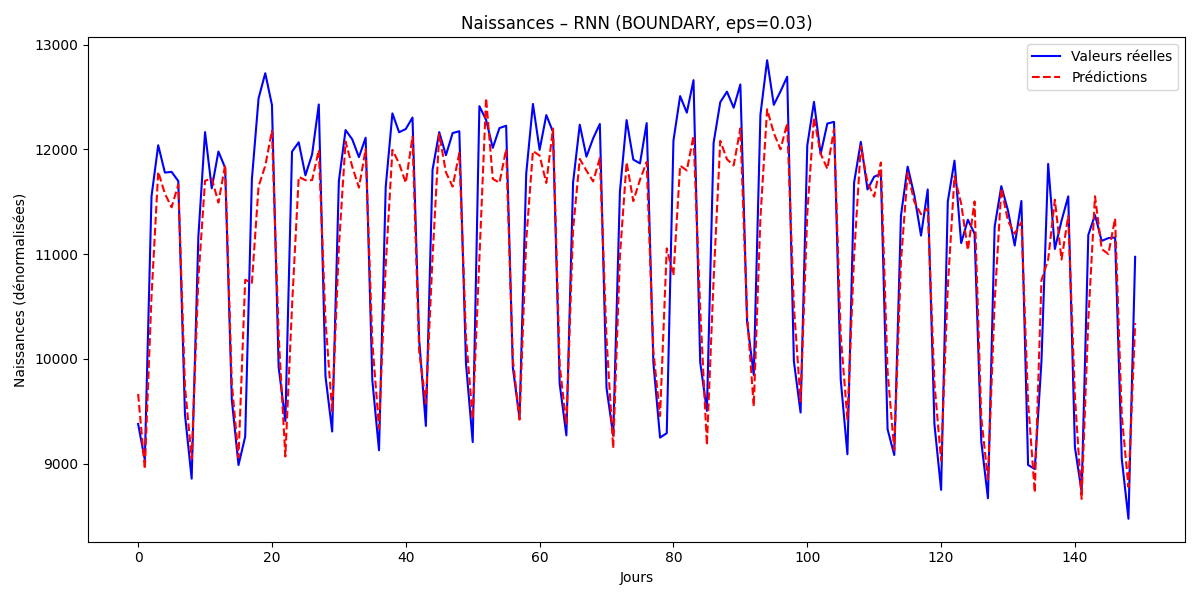 Naissances – RNN (BOUNDARY, eps=0.03)
Valeurs réelles
Prédictions
13000
12000
11000
10000
9000
Naissances (dénormalisées)
0 20 40 60 80 100 120 140
Jours